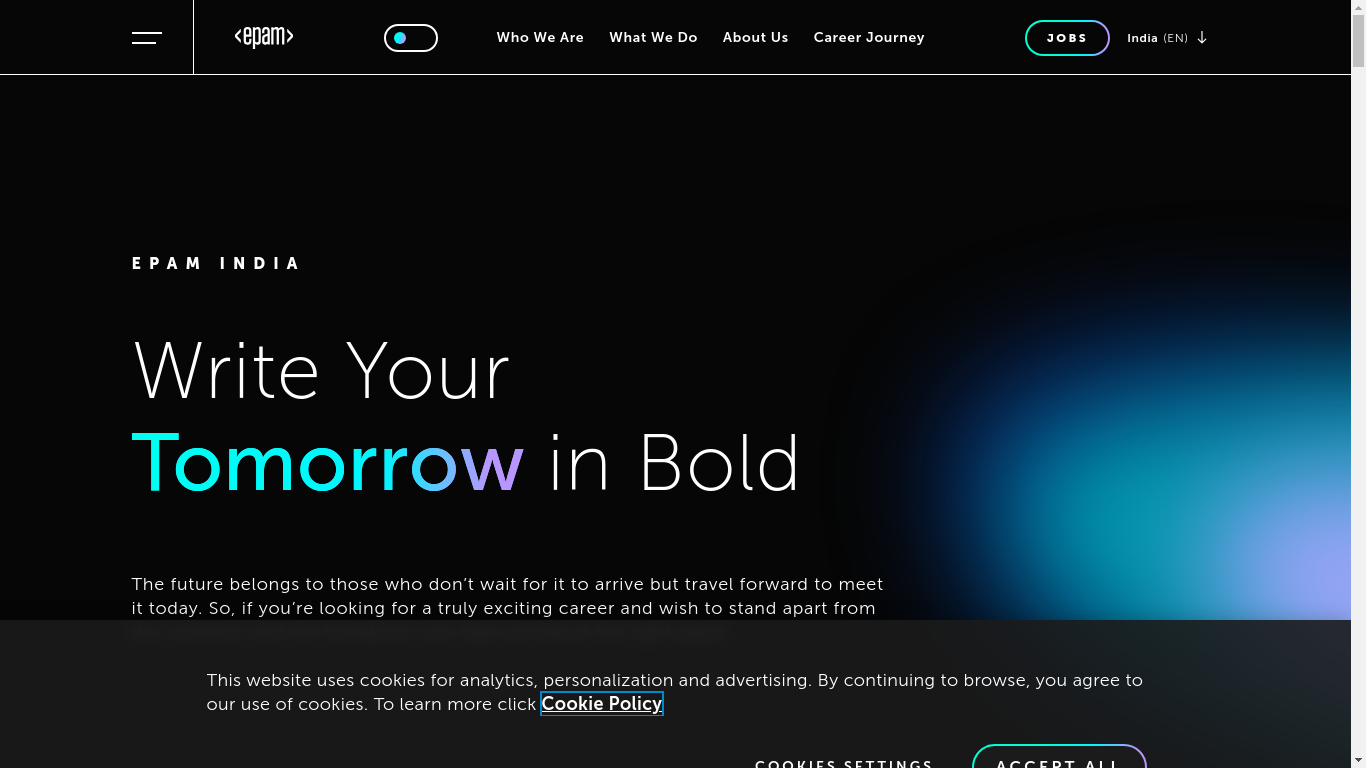 <epam>
Who We Are
What We Do
About Us
Career Journey
JOBS
India (EN)
EPAM INDIA
Write Your
Tomorrow in Bold
The future belongs to those who don’t wait for it to arrive but travel forward to meet
it today. So, if you’re looking for a truly exciting career and wish to stand apart from
This website uses cookies for analytics, personalization and advertising. By continuing to browse, you agree to
our use of cookies. To learn more click Cookie Policy
COOKIES SETTINGS
ACCEPT ALL